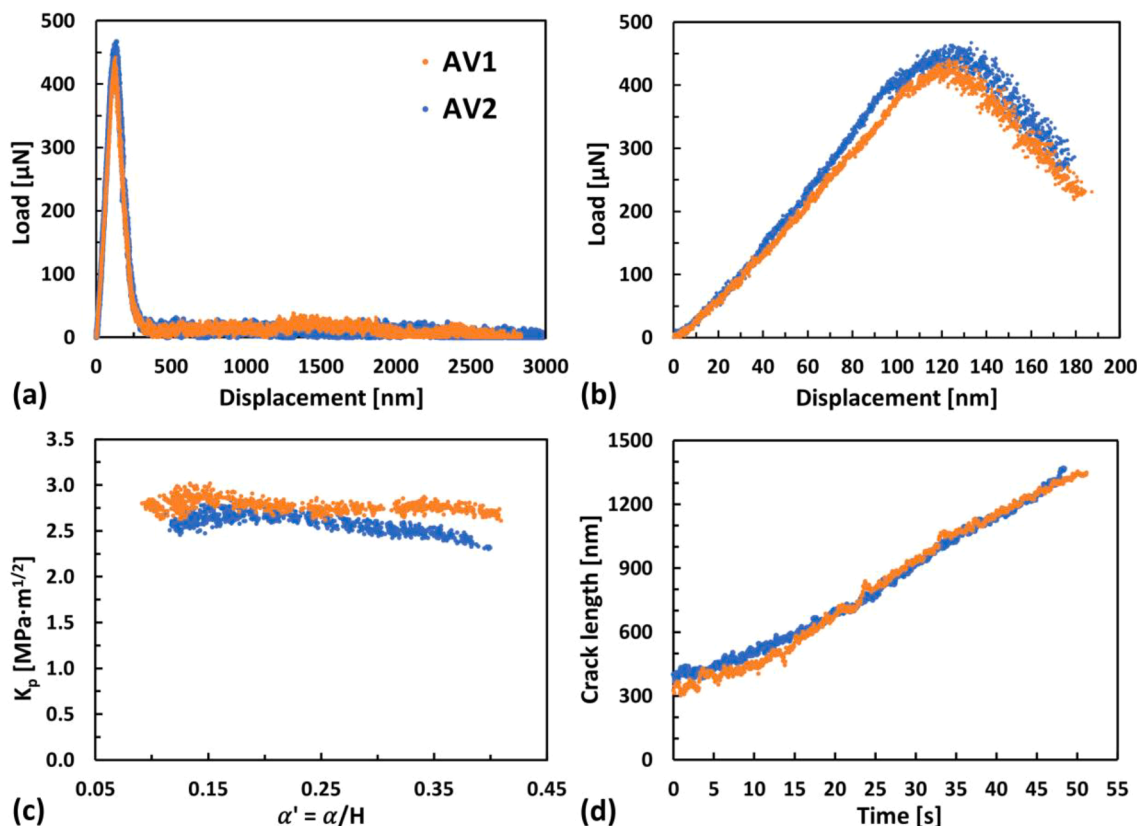 500
400
300
200
100
0
Load [μN]
AV1
AV2
0 500 1000 1500 2000 2500 3000
Displacement [nm]
(a)
500
400
300
200
100
0
Load [μN]
0 20 40 60 80 100 120 140 160 180 200
Displacement [nm]
(b)
3.5
3.0
2.5
2.0
1.5
1.0
0.5
0.0
Kp [MPa·m1/2]
0.05 0.15 0.25 0.35 0.45
α' = α/H
(c)
1500
1200
900
600
300
0
Crack length [nm]
0 5 10 15 20 25 30 35 40 45 50 55
Time [s]
(d)